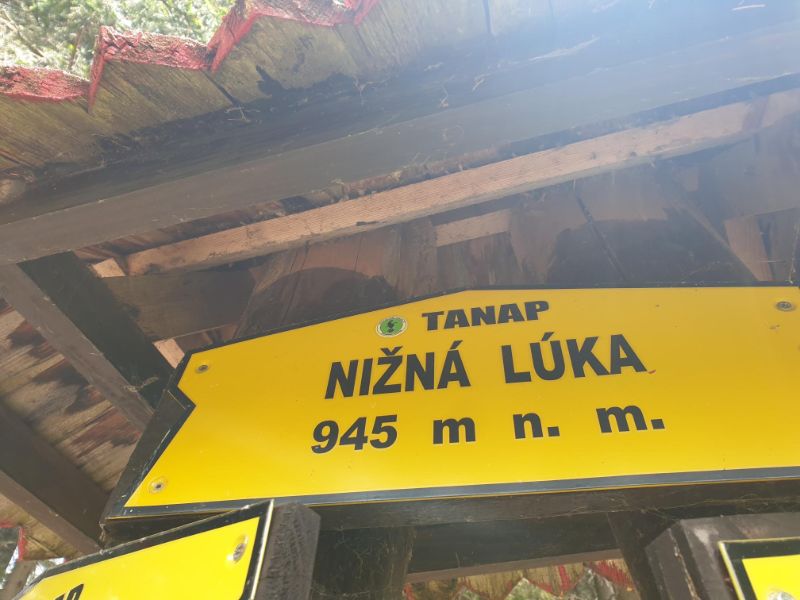 TANAP
NIŽNÁ LÚKA
945 m n. m.